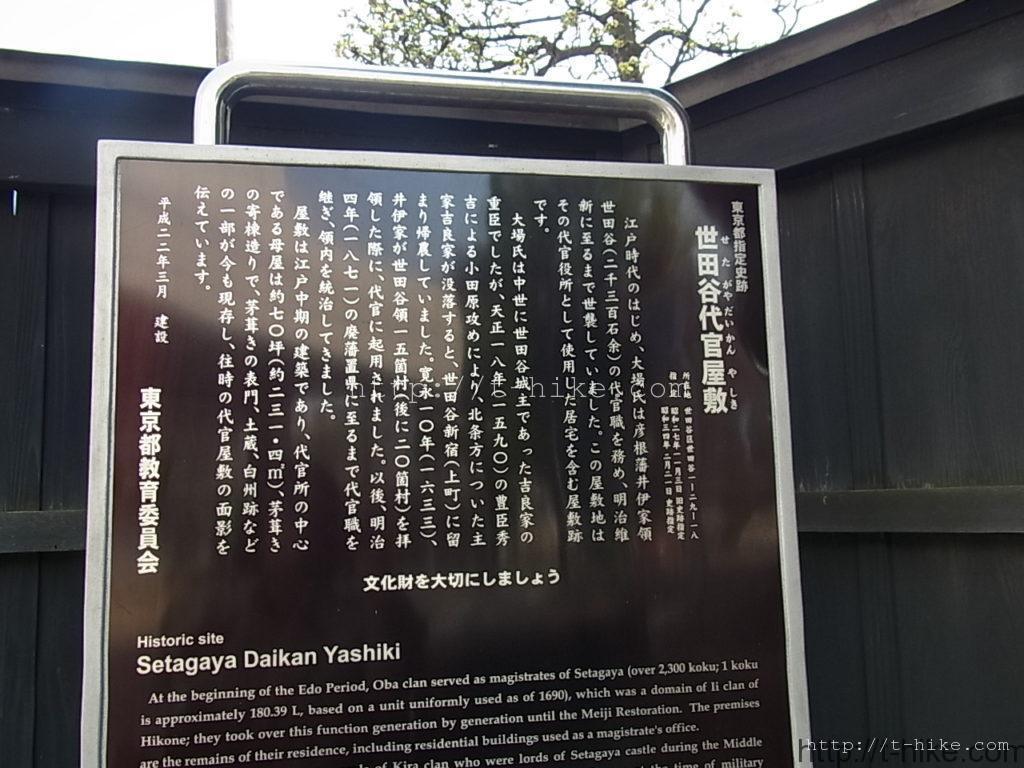 東京都指定史跡
世田谷代官屋敷
せたがやだいかんやしき
所在地 世田谷区世田谷一ー二九ー一八
指定 昭和二七年一一月三日 旧史跡指定
昭和三四年 二月二一日 史跡指定
江戸時代のはじめ、大場氏は彦根藩井伊家領
世田谷(二千三百石余)の代官職を務め、明治維
新に至るまで世襲していました。この屋敷地は
その代官役所として使用した居宅を含む屋敷跡
です。
大場氏は中世に世田谷城主であった吉良家の
重臣でしたが、天正一八年(一五九〇)の豊臣秀
吉による小田原攻めにより、北条方についた主
家吉良家が没落すると、世田谷新宿(上町)に留
まり帰農していました。寛永一〇年(一六三三)、
井伊家が世田谷領一五箇村(後に二〇箇村)を拝
領した際に、代官に起用されました。以後、明治
四年(一八七一)の廃藩置県に至るまで代官職を
継ぎ、領内を統治してきました。
屋敷は江戸中期の建築であり、代官所の中心
である母屋は約七〇坪(約二三一・四㎡)、茅葺き
の寄棟造りで、茅葺きの表門、土蔵、白州跡など
の一部が今も現存し、往時の代官屋敷の面影を
伝えています。
平成二二年三月 建設
東京都教育委員会
文化財を大切にしましょう
Historic site
Setagaya Daikan Yashiki
At the beginning of the Edo Period, Oba clan served as magistrates of Setagaya (over 2,300 koku; 1 koku
is approximately 180.39 L, based on a unit uniformly used as of 1690), which was a domain of Ii clan of
Hikone; they took over this function generation by generation until the Meiji Restoration. The premises
are the remains of their residence, including residential buildings used as a magistrate's office.
of Kira clan who were lords of Setagaya castle during the Middle
the time of military
http://t-hike.com
http://t-hike.com
http://t-hike.com